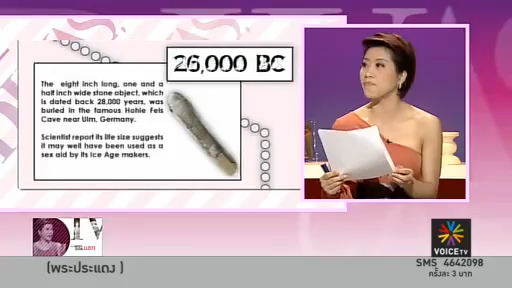 26,000 BC
The eight inch long, one and a
half inch wide stone object, which
is dated back 28,000 years, was
buried in the famous Hohle Fels
Cave near Ulm, Germany.
Scientist report its life size suggests
it may well have been used as a
sex aid by its Ice Age makers.
VOICETV
SMS 4642098
ครั้งละ 3 บาท
(พระประแดง )